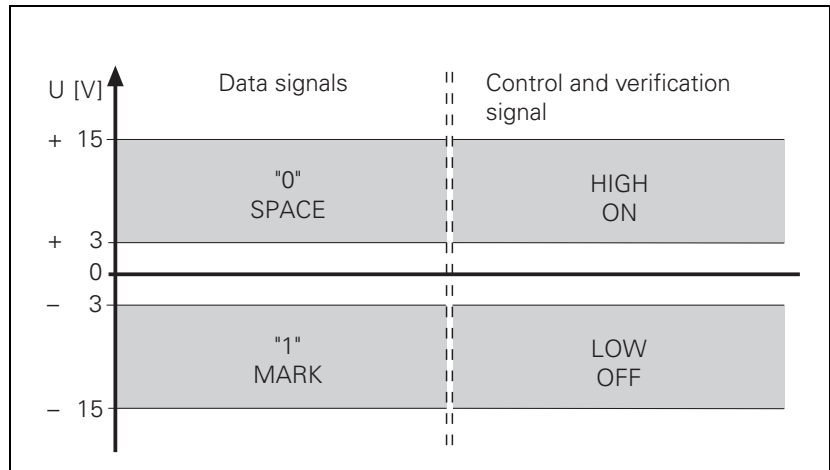 U [V]
Data signals
Control and verification
signal
+ 15
"0"
SPACE
HIGH
ON
+ 3
0
– 3
"1"
MARK
LOW
OFF
– 15